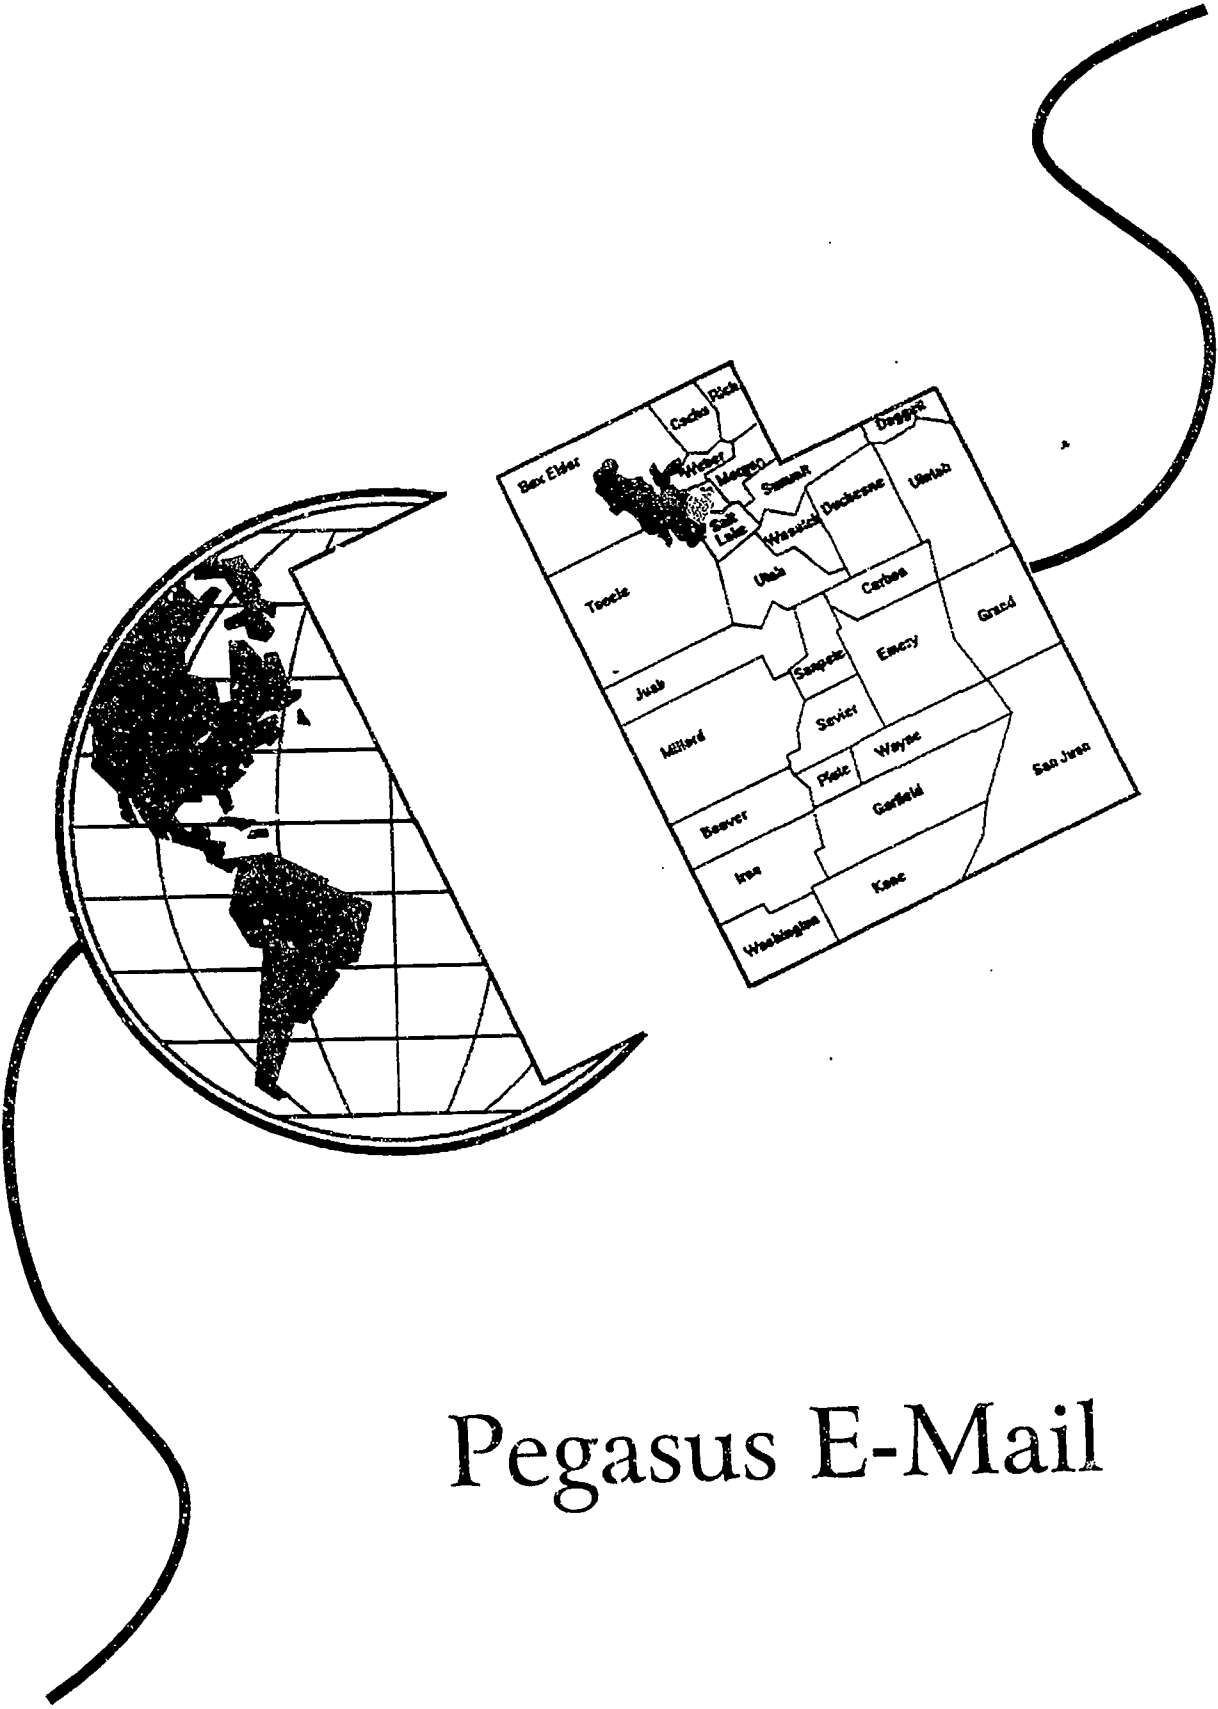 Rich
Cache
Box Elder
Daggett
Weber
Morgan
Summit
Duchesne
Uintah
Salt
Lake
Wasatch
Utah
Tooele
Carbon
Grand
Emery
Sanpete
Juab
Sevier
Millard
Wayne
San Juan
Piute
Garfield
Beaver
Iron
Kane
Washington
Pegasus E-Mail